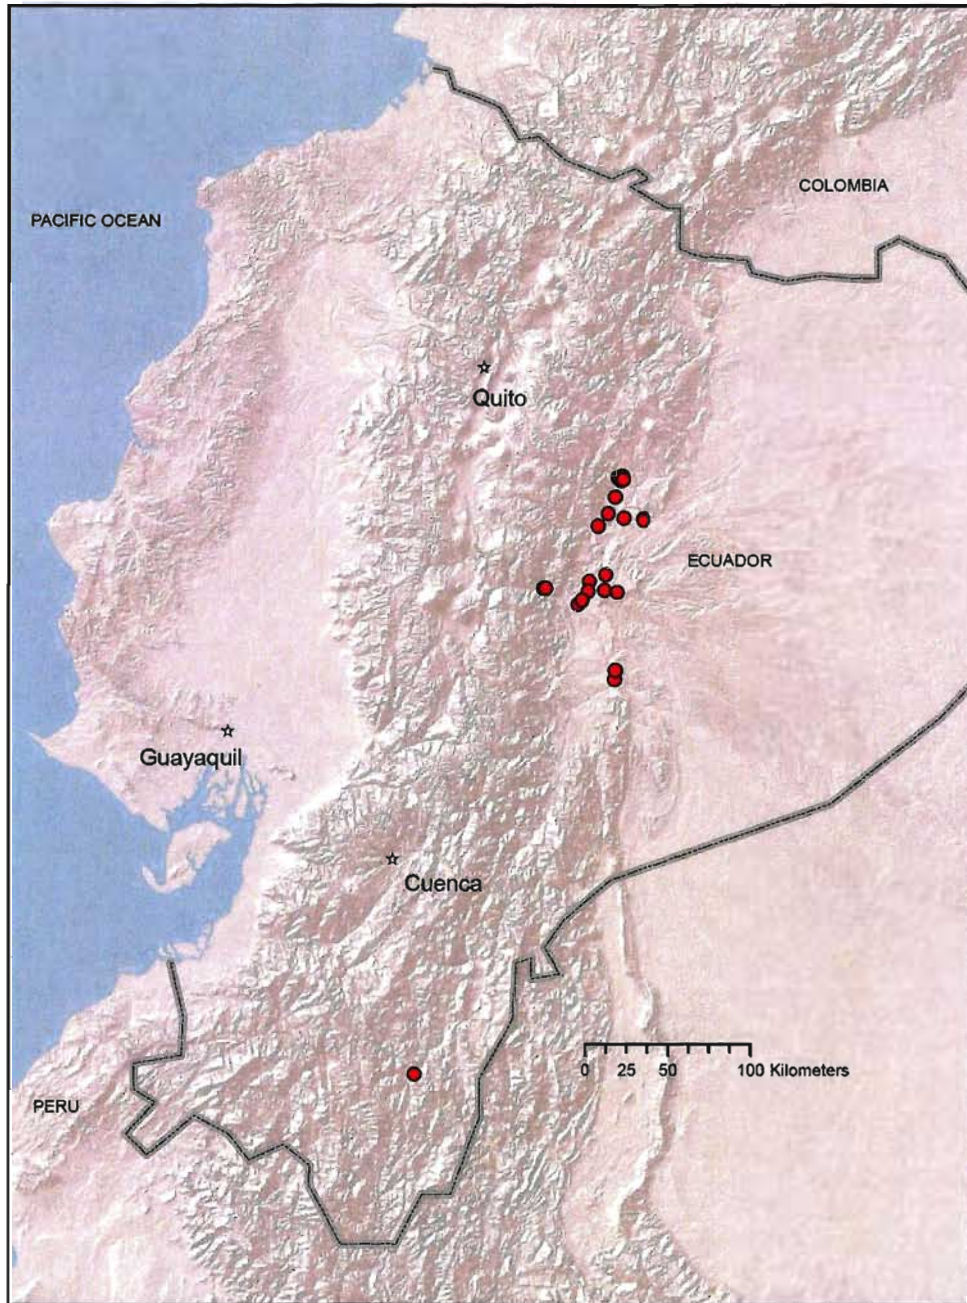 COLOMBIA
PACIFIC OCEAN
Quito
ECUADOR
Guayaquil
Cuenca
0 25 50 100 Kilometers
PERU